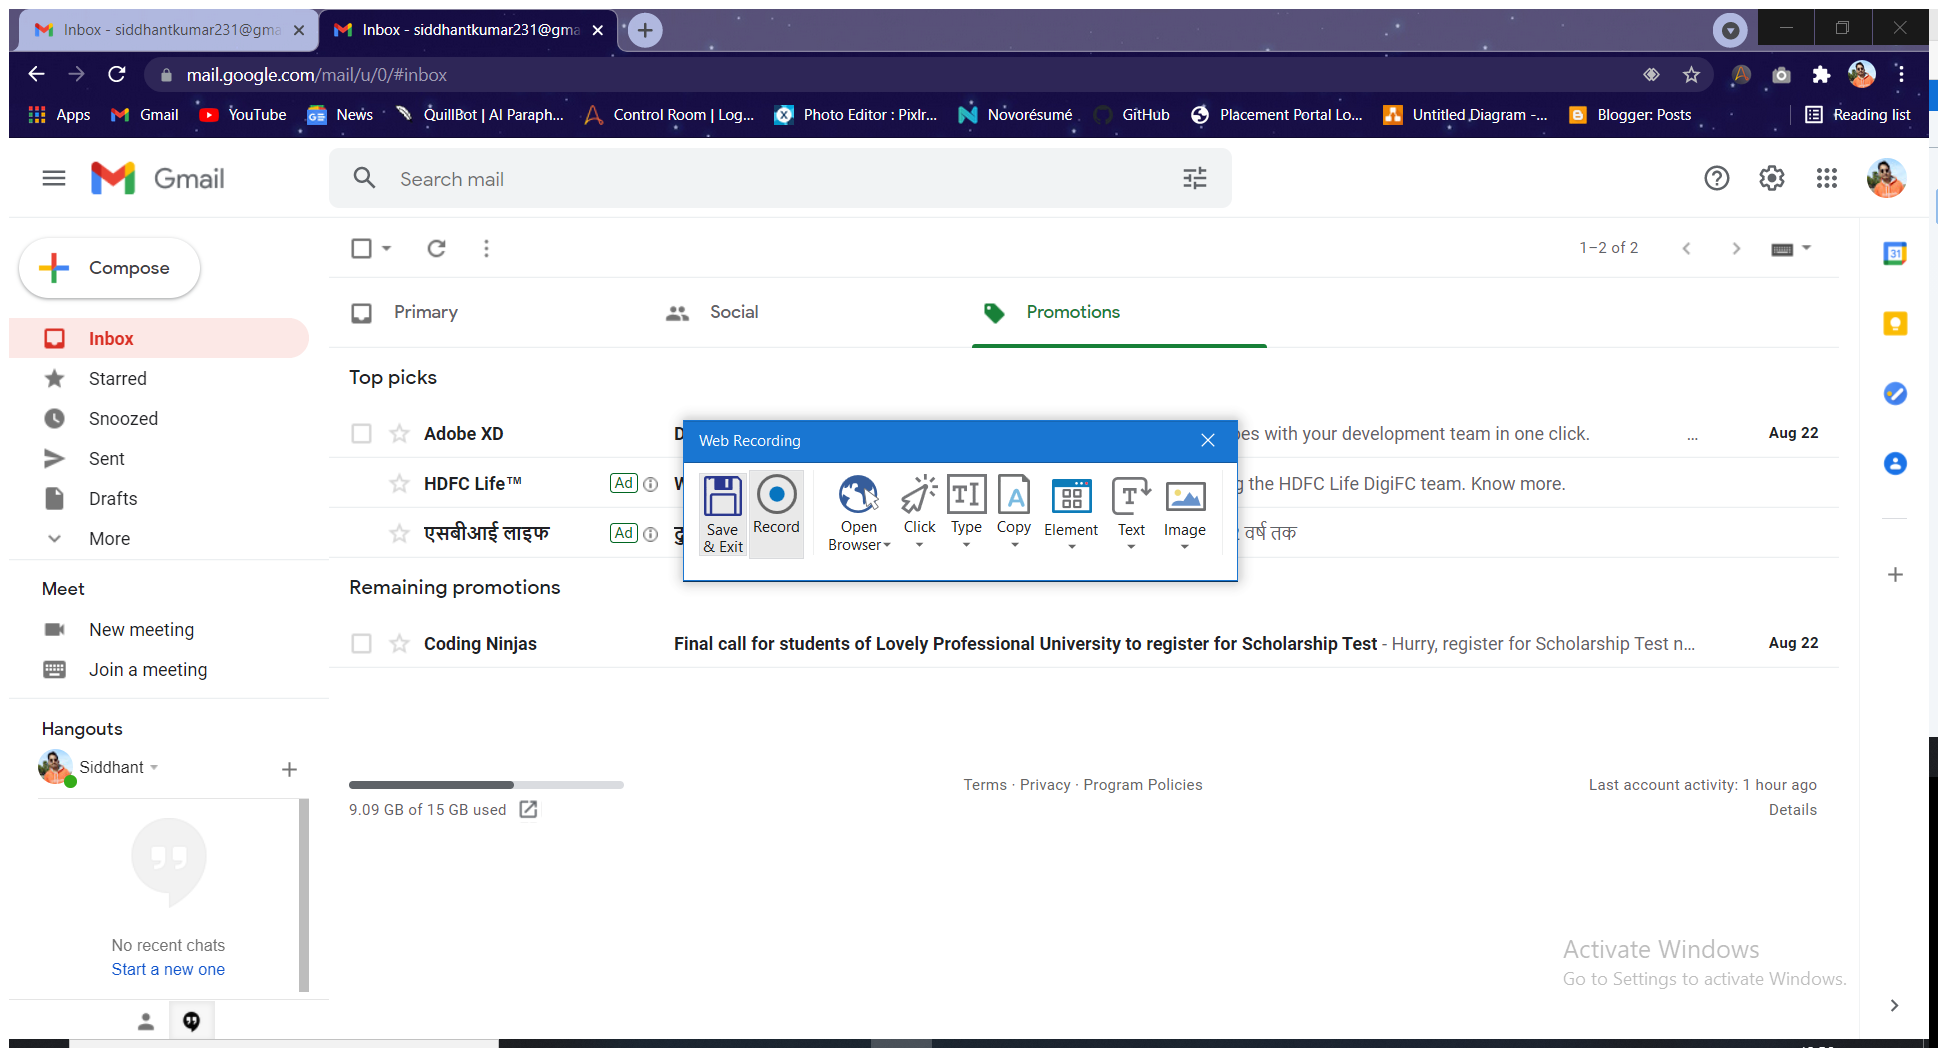 Inbox - siddhantkumar231@gma
Inbox - siddhantkumar231@gma
mail.google.com/mail/u/0/#inbox
Apps Gmail YouTube News QuillBot | AI Paraph... Control Room | Log... Photo Editor : Pixlr... Novorésumé GitHub Placement Portal Lo... Untitled Diagram -... Blogger: Posts Reading list
Gmail
Search mail
Compose
1–2 of 2
31
Primary
Social
Promotions
Inbox
Starred
Snoozed
Sent
Drafts
More
Top picks
Adobe XD
with your development team in one click. ...
Aug 22
HDFC Life™ Ad
the HDFC Life DigiFC team. Know more.
एसबीआई लाइफ Ad
वर्ष तक
Web Recording
Save & Exit
Record
Open Browser
Click
Type
Copy
Element
Text
Image
Remaining promotions
Coding Ninjas Final call for students of Lovely Professional University to register for Scholarship Test - Hurry, register for Scholarship Test n... Aug 22
Meet
New meeting
Join a meeting
Hangouts
Siddhant
No recent chats
Start a new one
9.09 GB of 15 GB used
Terms · Privacy · Program Policies
Last account activity: 1 hour ago
Details
Activate Windows
Go to Settings to activate Windows.